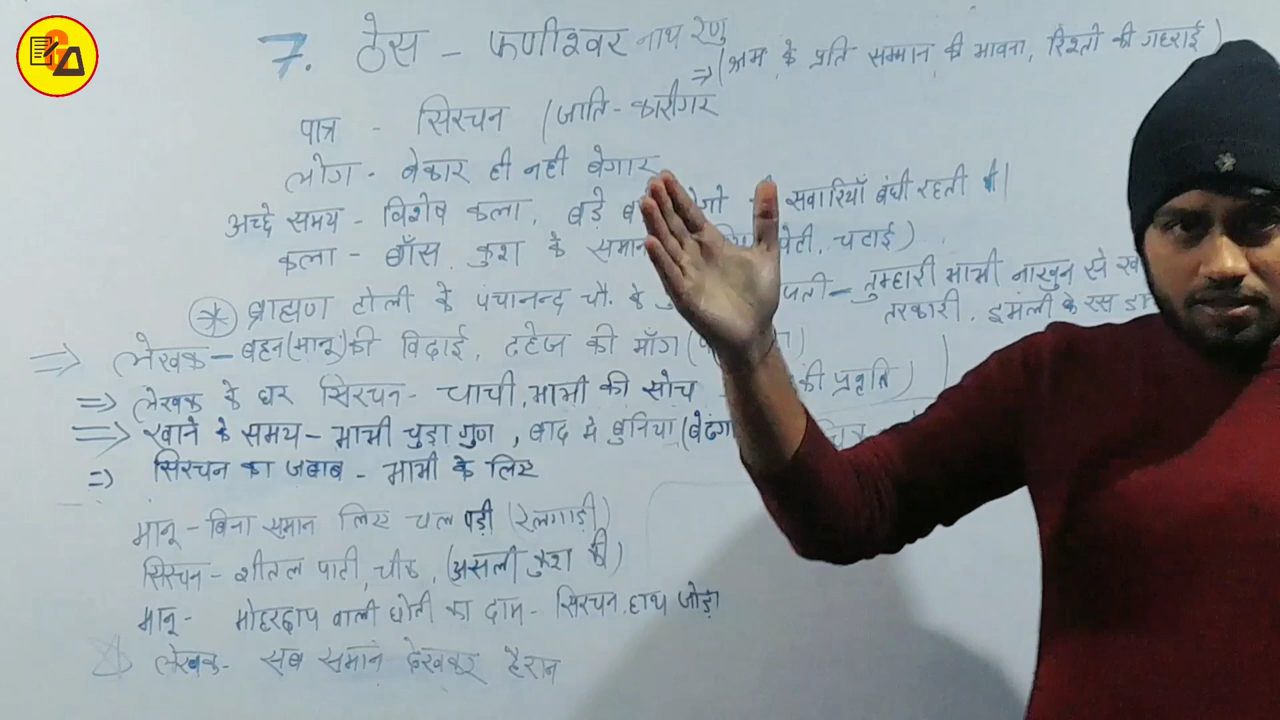 7. ठेस - फणीश्वर नाथ रेणु
=> (श्रम के प्रति सम्मान की भावना, रिश्तों की गहराई)
पात्र - सिरचन (जाति-कारीगर
लोग - बेकार ही नही बेगार
अच्छे समय - विशेष कला, बड़े सवारियाँ बंधी रहती थी।
कला - बाँस, कुश के समान चटाई)
* ब्राह्मण टोली के पंचानन्द चौ. के तुम्हारी भाभी नाखुन से
तरकारी, इमली के रस
=> लेखक - बहन(मानू)की विदाई, दहेज की माँग
=> लेखक के घर सिरचन - चाची, भाभी की सोच की प्रवृति)
=> खाने के समय - भाभी चुड़ा गुण, बाद मे बुनिया
=> सिरचन का जबाब - भाभी के लिए
मानू - बिना समान लिए चल पड़ी (रेलगाड़ी)
सिरचन - शीतल पाटी, चीक, (असली कुश की)
मानू - मोहरछाप वाली धोती का दाम - सिरचन हाथ जोड़ा
लेखक - सब समान देखकर हैरान